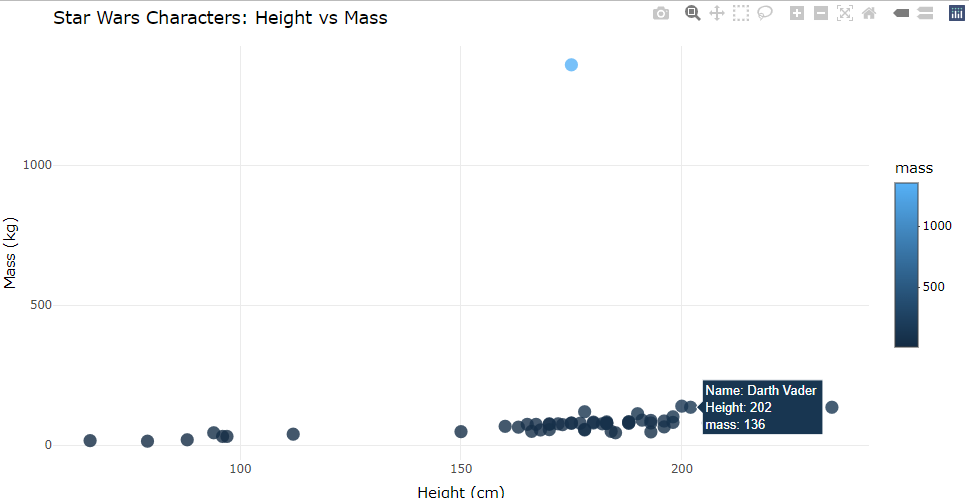 Star Wars Characters: Height vs Mass
1000
500
0
Mass (kg)
100
150
200
Height (cm)
Name: Darth Vader
Height: 202
mass: 136
mass
1000
500